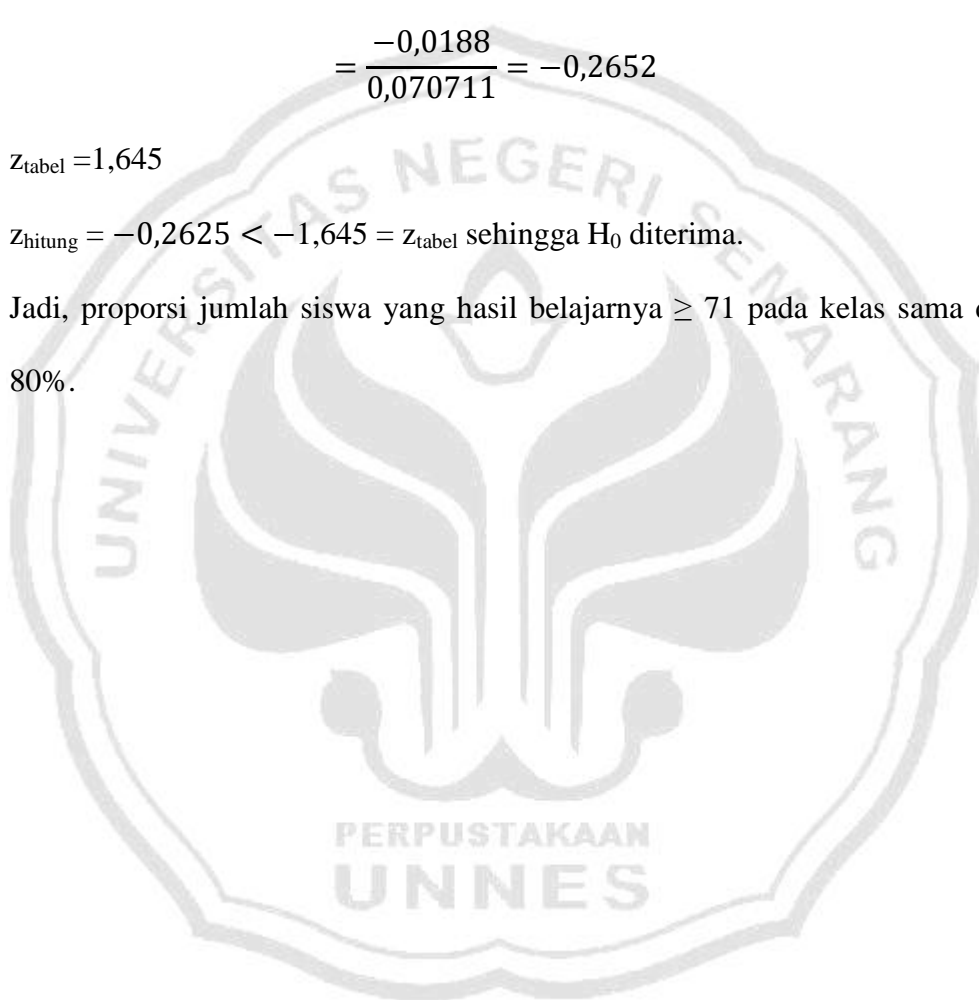 = −0,0188 / 0,070711 = −0,2652
z_tabel =1,645
z_hitung = −0,2625 < −1,645 = z_tabel sehingga H₀ diterima.
Jadi, proporsi jumlah siswa yang hasil belajarnya ≥ 71 pada kelas sama
80%.
UNIVERSITAS NEGERI SEMARANG
PERPUSTAKAAN
UNNES